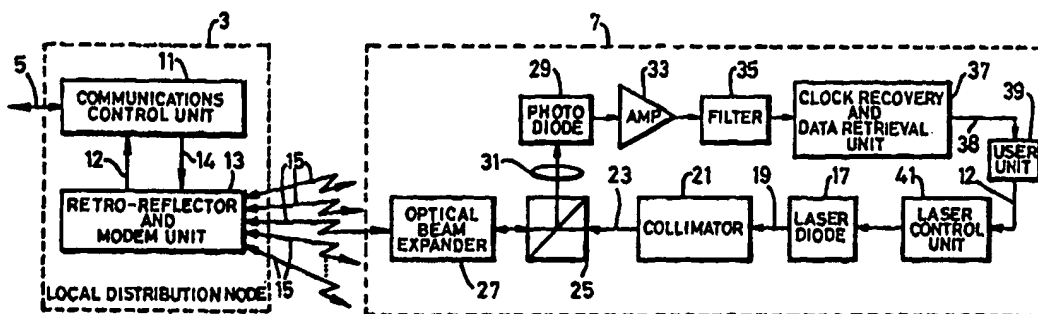 3
7
5
11
COMMUNICATIONS
CONTROL UNIT
12
14
13
RETRO-REFLECTOR
AND
MODEM UNIT
15
15
15
LOCAL DISTRIBUTION NODE
29
PHOTO
DIODE
31
33
AMP
35
FILTER
37
CLOCK RECOVERY
AND
DATA RETRIEVAL
UNIT
38
39
USER
UNIT
12
OPTICAL
BEAM
EXPANDER
27
25
23
21
COLLIMATOR
19
17
LASER
DIODE
41
LASER
CONTROL
UNIT